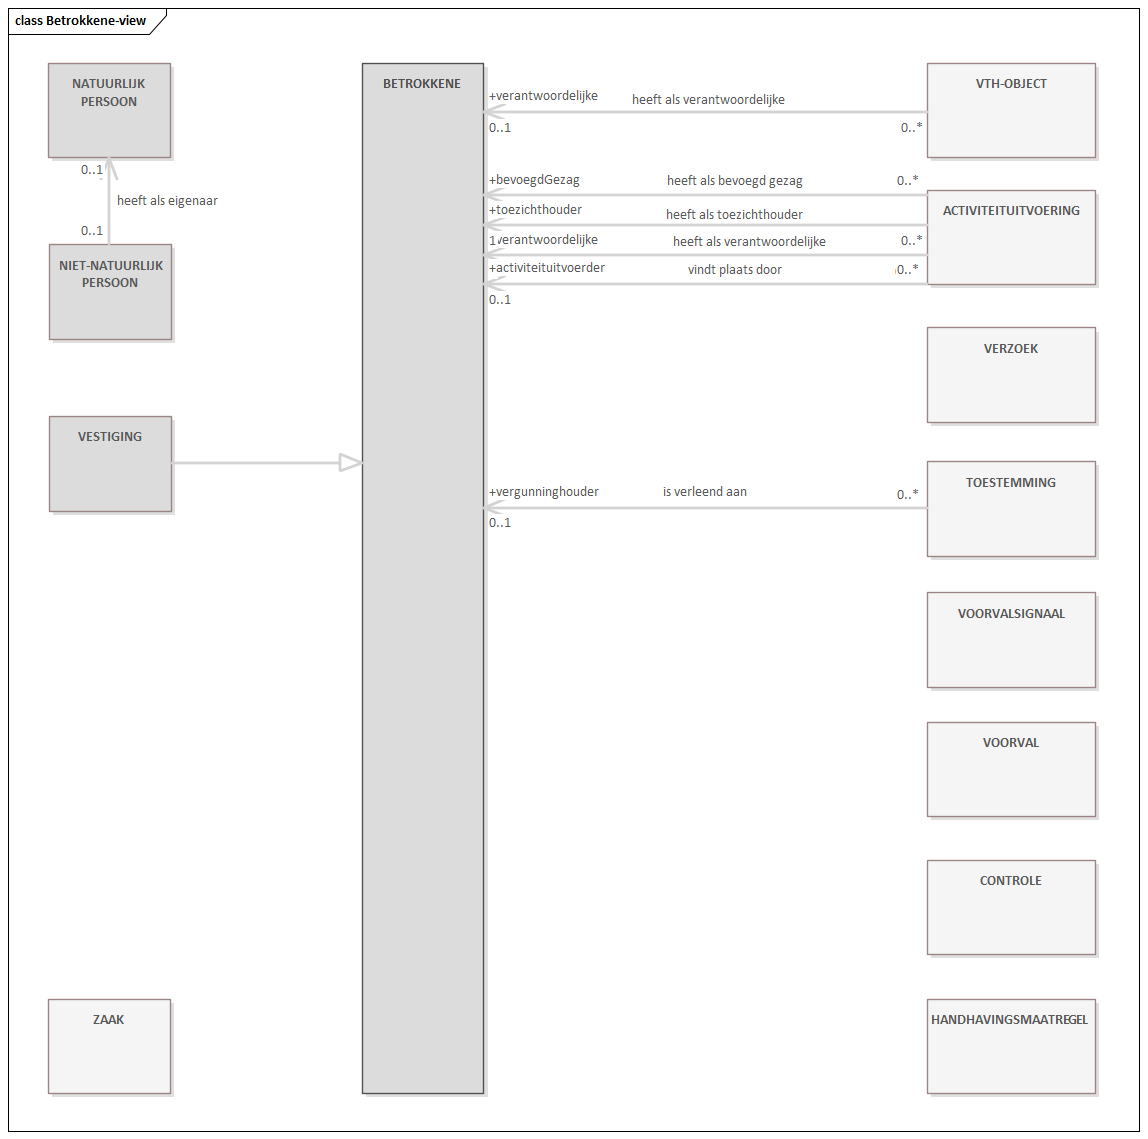 class Betrokkene-view
NATUURLIJK
PERSOON
0..1
heeft als eigenaar
0..1
NIET-NATUURLIJK
PERSOON
VESTIGING
ZAAK
BETROKKENE
+verantwoordelijke
heeft als verantwoordelijke
0..1
0..*
+bevoegdGezag
heeft als bevoegd gezag
0..*
+toezichthouder
heeft als toezichthouder
1
verantwoordelijke
heeft als verantwoordelijke
0..*
+activiteituitvoerder
vindt plaats door
0..*
0..1
+vergunninghouder
is verleend aan
0..*
0..1
VTH-OBJECT
ACTIVITEITUITVOERING
VERZOEK
TOESTEMMING
VOORVALSIGNAAL
VOORVAL
CONTROLE
HANDHAVINGSMAATREGEL